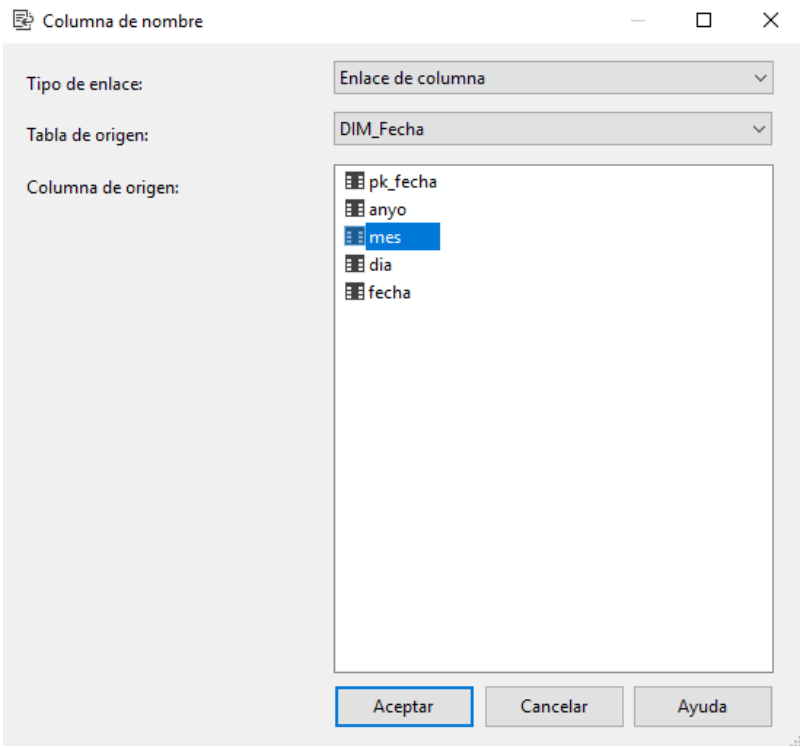 Columna de nombre
Tipo de enlace:
Enlace de columna
Tabla de origen:
DIM_Fecha
Columna de origen:
pk_fecha
anyo
mes
dia
fecha
Aceptar
Cancelar
Ayuda